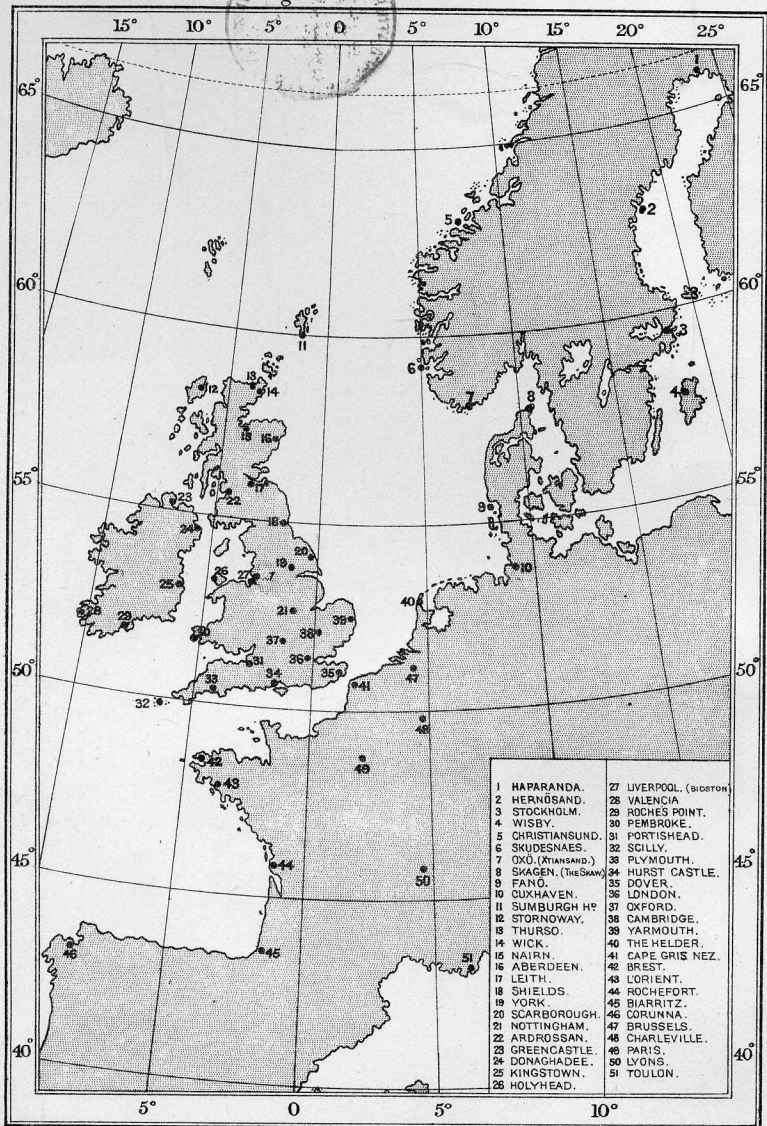 15° 10° 5° 0° 5° 10° 15° 20° 25°
65° 65°
60° 60°
55° 55°
50° 50°
45° 45°
40° 40°
5° 0 5° 10°
1 HAPARANDA.
2 HERNÖSAND.
3 STOCKHOLM.
4 WISBY.
5 CHRISTIANSUND.
6 SKUDESNAES.
7 OXÖ. (XTIANSAND.)
8 SKAGEN. (THE SKAW)
9 FANÖ.
10 CUXHAVEN.
11 SUMBURGH HD
12 STORNOWAY.
13 THURSO.
14 WICK.
15 NAIRN.
16 ABERDEEN.
17 LEITH.
18 SHIELDS.
19 YORK.
20 SCARBOROUGH.
21 NOTTINGHAM.
22 ARDROSSAN.
23 GREENCASTLE.
24 DONAGHADEE.
25 KINGSTOWN.
26 HOLYHEAD.
27 LIVERPOOL. (BIDSTON)
28 VALENCIA
29 ROCHES POINT.
30 PEMBROKE.
31 PORTISHEAD.
32 SCILLY.
33 PLYMOUTH.
34 HURST CASTLE.
35 DOVER.
36 LONDON.
37 OXFORD.
38 CAMBRIDGE.
39 YARMOUTH.
40 THE HELDER.
41 CAPE GRIS NEZ.
42 BREST.
43 L'ORIENT.
44 ROCHEFORT.
45 BIARRITZ.
46 CORUNNA.
47 BRUSSELS.
48 CHARLEVILLE.
49 PARIS.
50 LYONS.
51 TOULON.